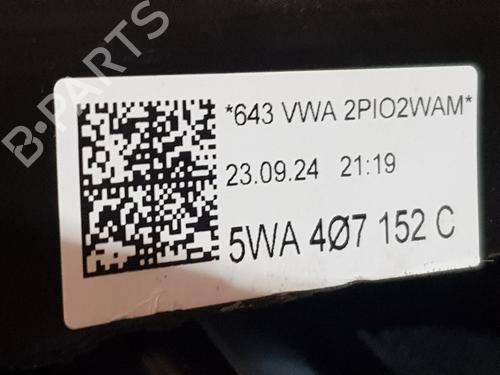 B-PARTS
*643 VWA 2PIO2WAM*
23.09.24 21:19
5WA 4Ø7 152 C